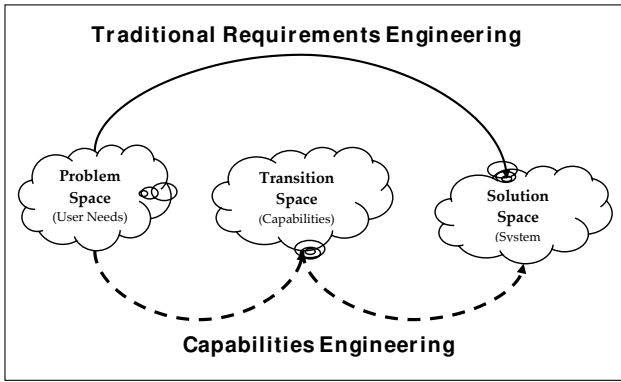 Traditional Requirements Engineering
Problem
Space
(User Needs)
Transition
Space
(Capabilities)
Solution
Space
(System
Capabilities Engineering